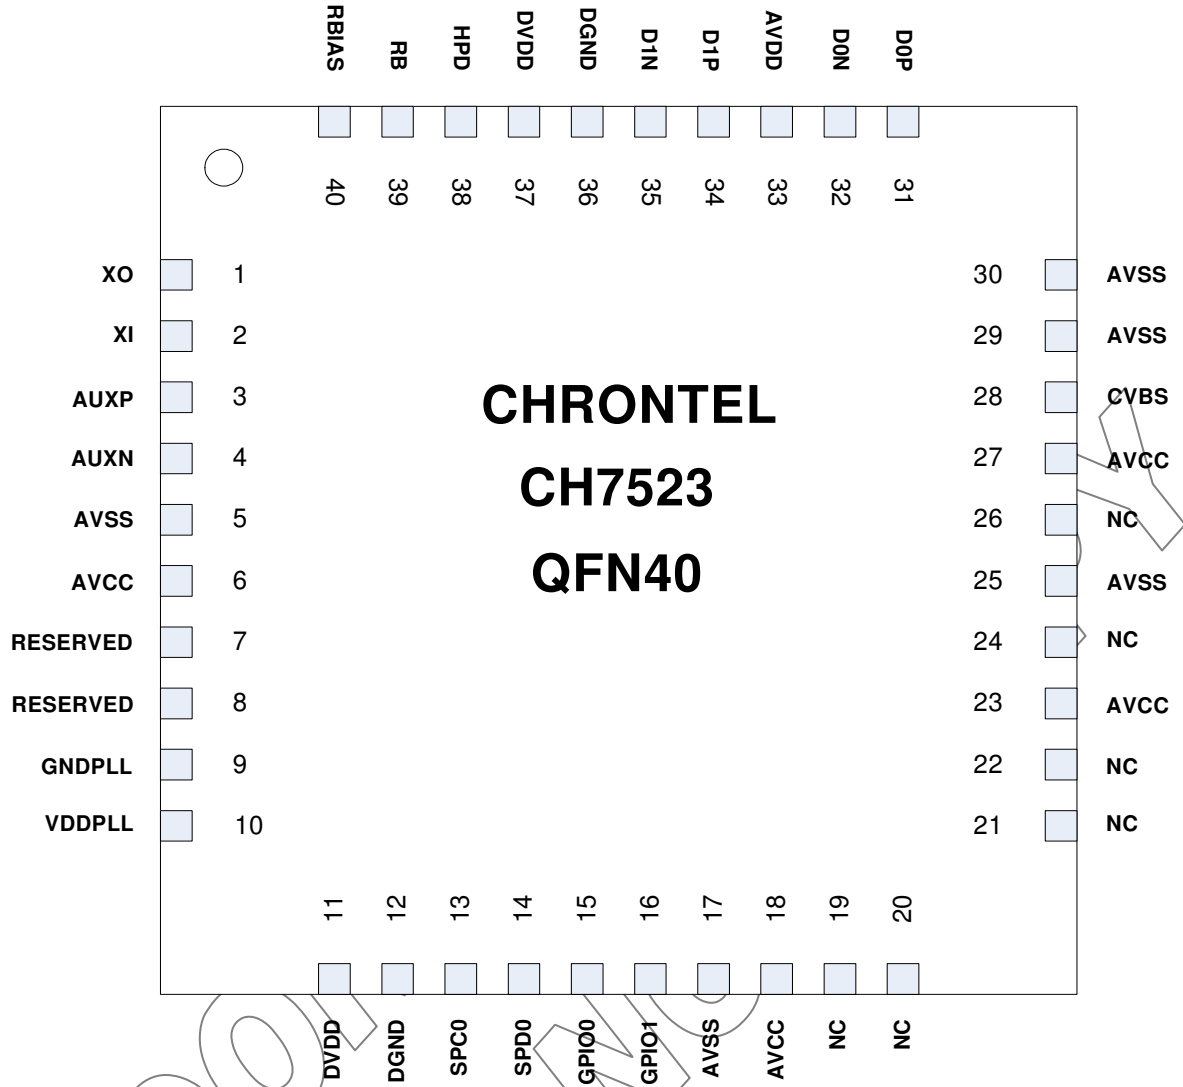 RBIAS RB HPD DVDD DGND D1N D1P AVDD D0N D0P
40 39 38 37 36 35 34 33 32 31
XO 1 30 AVSS
XI 2 29 AVSS
AUXP 3 28 CVBS
AUXN 4 27 AVCC
AVSS 5 26 NC
AVCC 6 25 AVSS
RESERVED 7 24 NC
RESERVED 8 23 AVCC
GNDPLL 9 22 NC
VDDPLL 10 21 NC
CHRONTEL
CH7523
QFN40
11 12 13 14 15 16 17 18 19 20
DVDD DGND SPC0 SPD0 GPIO0 GPIO1 AVSS AVCC NC NC